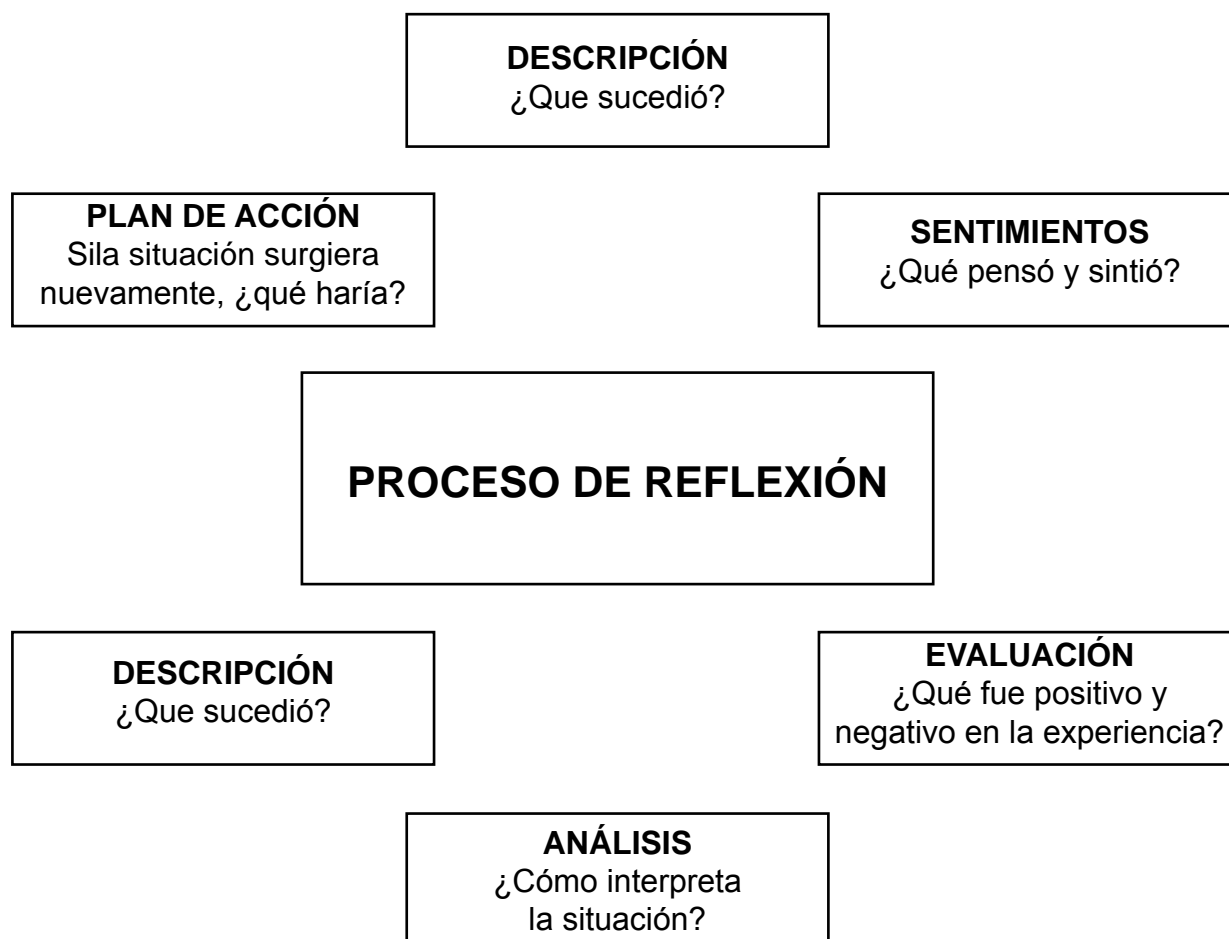 DESCRIPCIÓN
¿Que sucedió?
PLAN DE ACCIÓN
Sila situación surgiera
nuevamente, ¿qué haría?
SENTIMIENTOS
¿Qué pensó y sintió?
PROCESO DE REFLEXIÓN
DESCRIPCIÓN
¿Que sucedió?
EVALUACIÓN
¿Qué fue positivo y
negativo en la experiencia?
ANÁLISIS
¿Cómo interpreta
la situación?